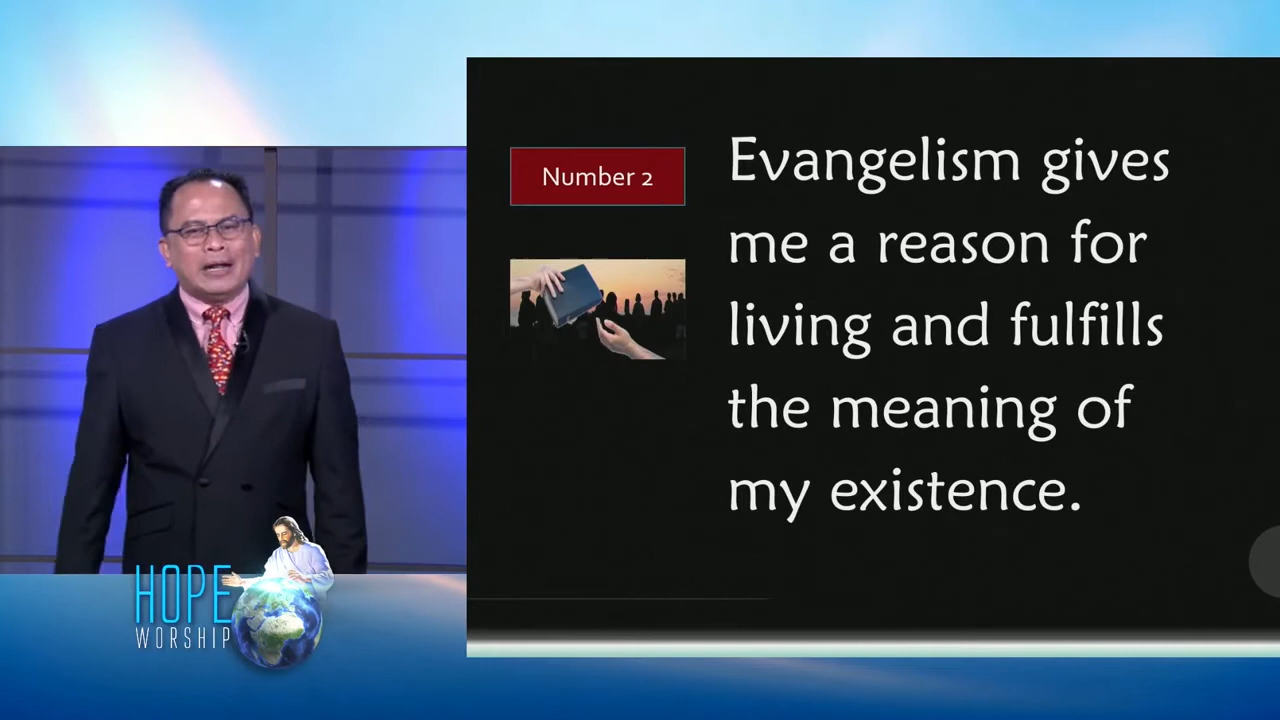 Number 2
Evangelism gives
me a reason for
living and fulfills
the meaning of
my existence.
HOPE
WORSHIP